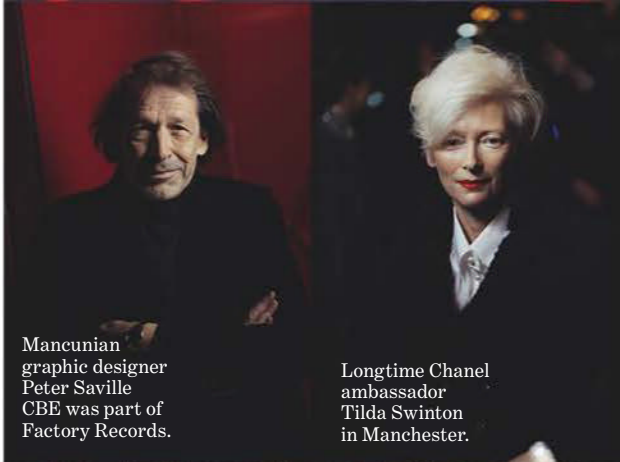 Mancunian
graphic designer
Peter Saville
CBE was part of
Factory Records.
Longtime Chanel
ambassador
Tilda Swinton
in Manchester.